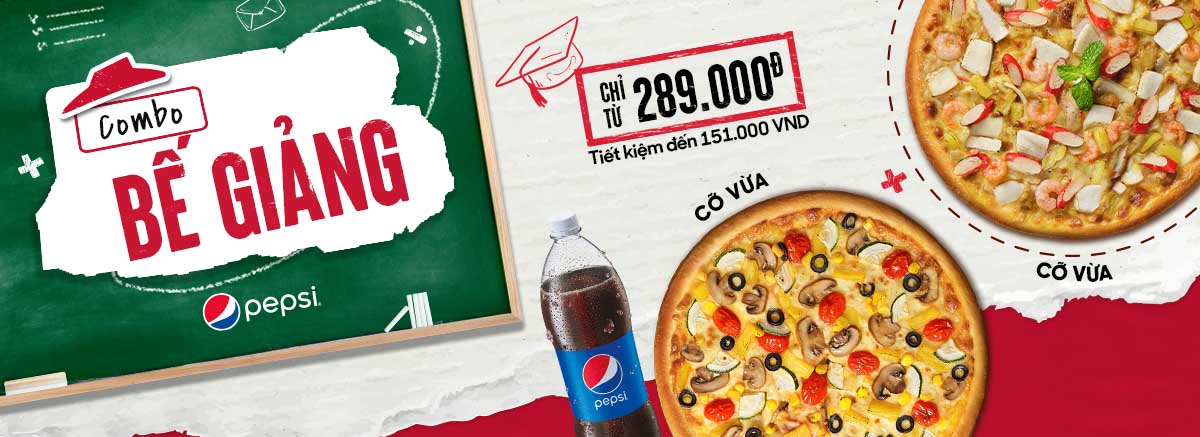 Combo
BẾ GIẢNG
pepsi
CHỈ TỪ 289.000Đ
Tiết kiệm đến 151.000 VND
CỠ VỪA
CỠ VỪA
pepsi